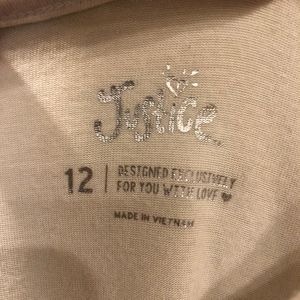 Justice
12 | DESIGNED EXCLUSIVELY
FOR YOU WITH LOVE ♥
MADE IN VIETNAM